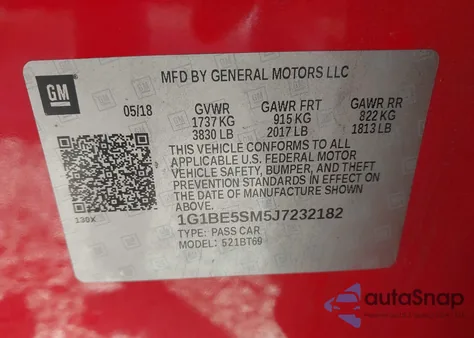 MFD BY GENERAL MOTORS LLC
GM
05/18 GVWR GAWR FRT GAWR RR
1737 KG 915 KG 822 KG
3830 LB 2017 LB 1813 LB
THIS VEHICLE CONFORMS TO ALL
APPLICABLE U.S. FEDERAL MOTOR
VEHICLE SAFETY, BUMPER, AND THEFT
PREVENTION STANDARDS IN EFFECT ON
THE DATE OF MANUFACTURE SHOWN
ABOVE.
130X
1G1BE5SM5J7232182
TYPE: PASS CAR
MODEL: 521BT69
autoSnap